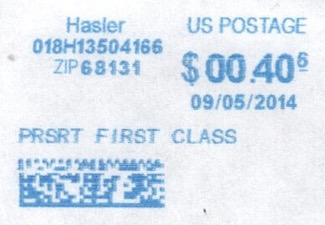 Hasler
018H13504166
ZIP 68131
US POSTAGE
$00.40⁶
09/05/2014
PRSRT FIRST CLASS